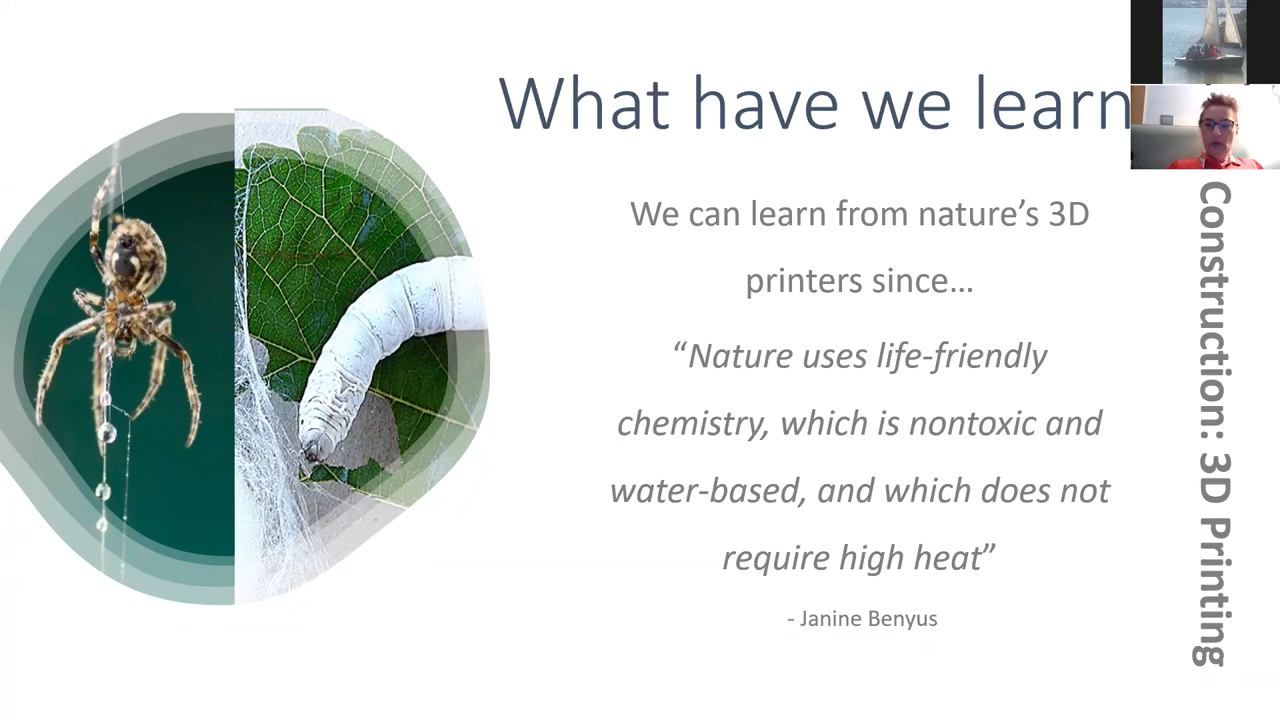 What have we learn
We can learn from nature's 3D
printers since...
“Nature uses life-friendly
chemistry, which is nontoxic and
water-based, and which does not
require high heat”
- Janine Benyus
Construction: 3D Printing